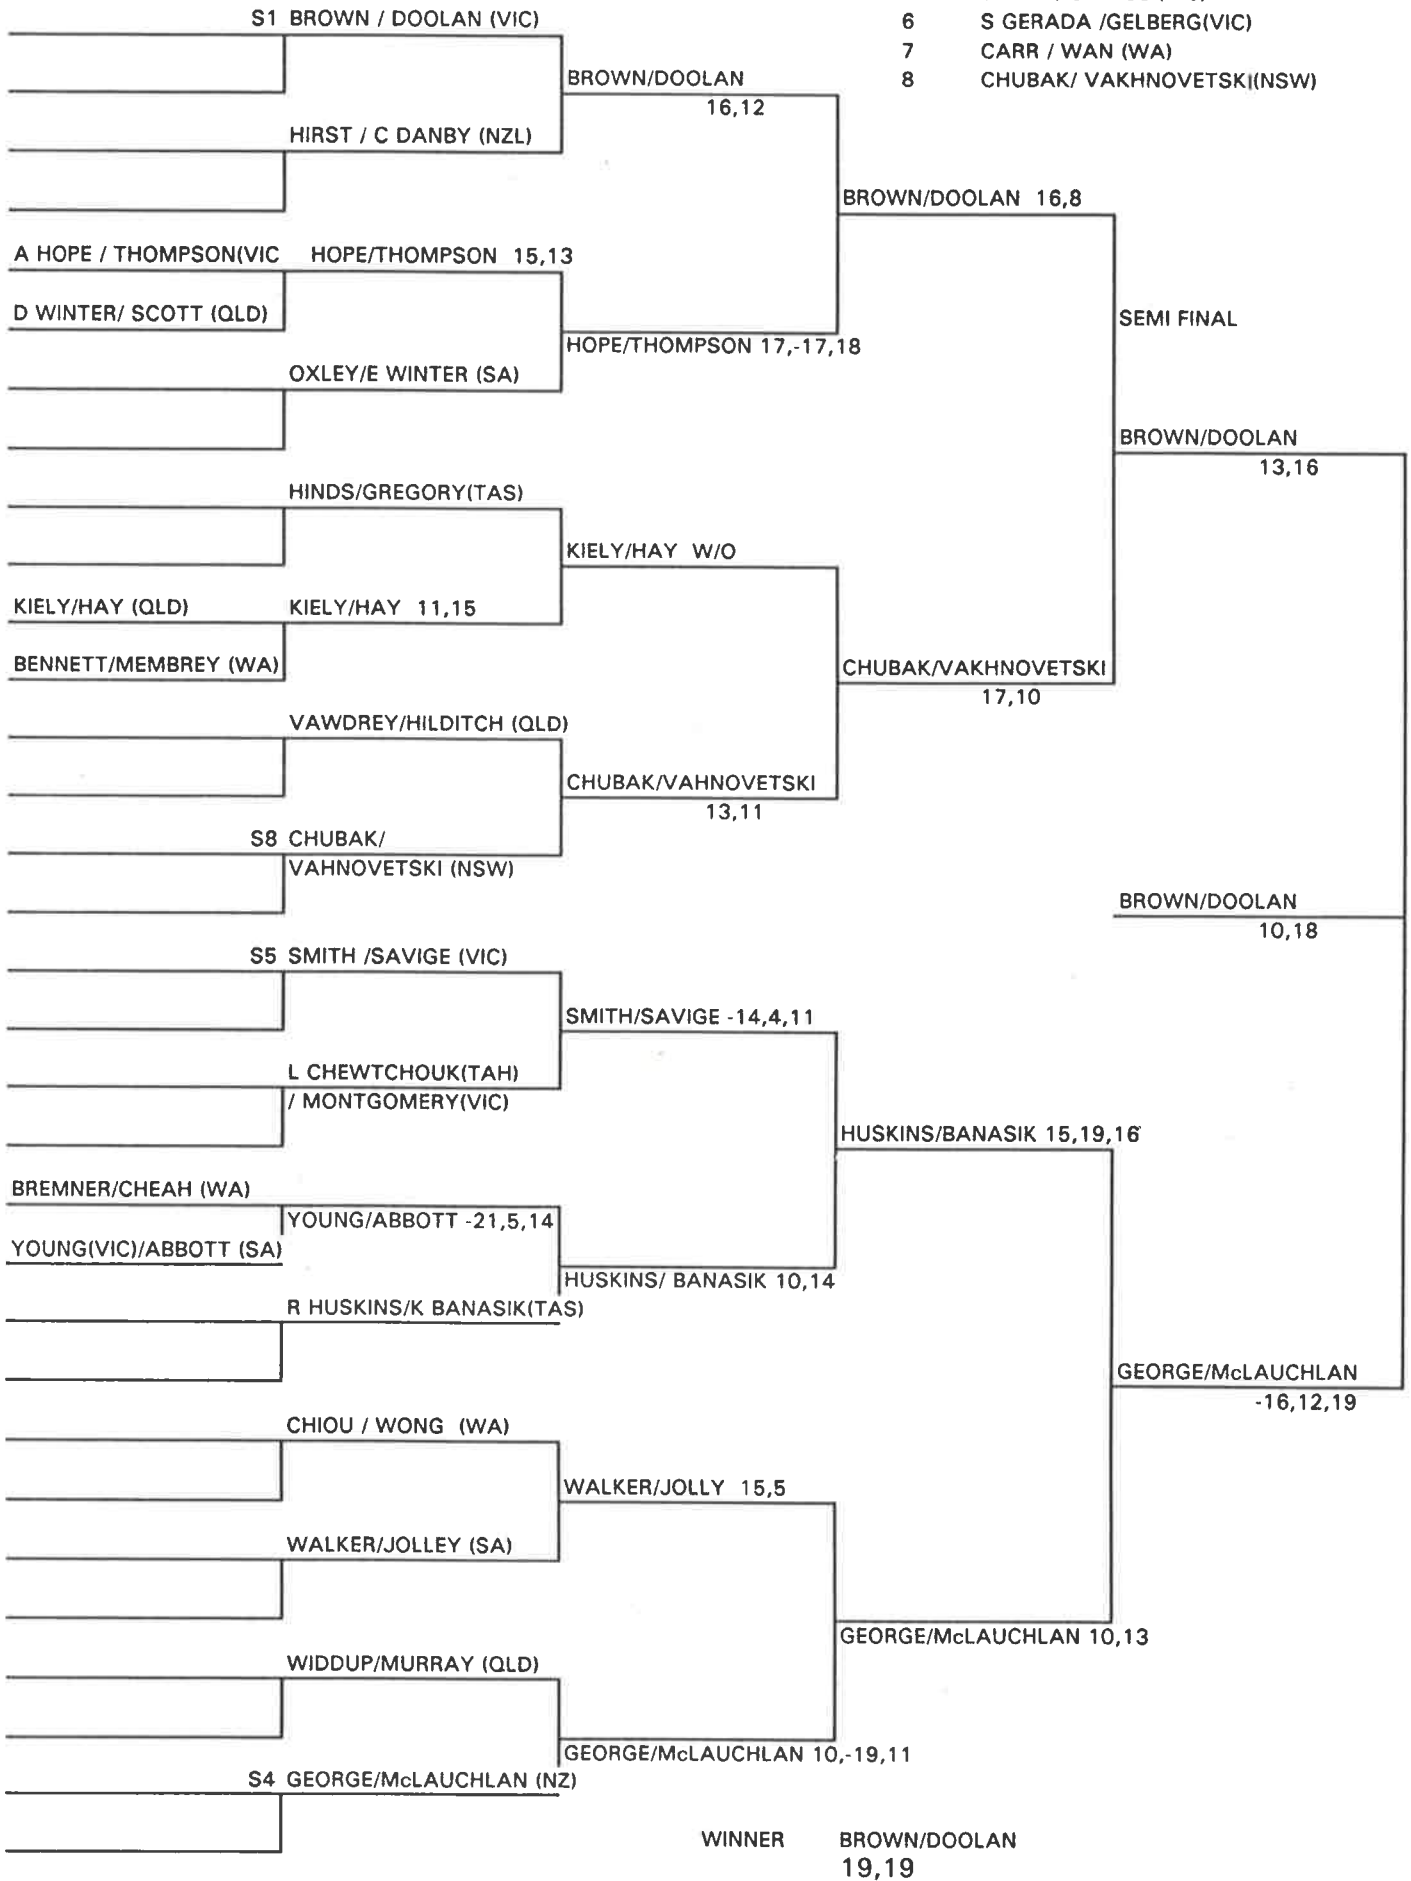 S1 BROWN / DOOLAN (VIC)
6 S GERADA /GELBERG(VIC)
7 CARR / WAN (WA)
8 CHUBAK/ VAKHNOVETSKI(NSW)
BROWN/DOOLAN
16,12
HIRST / C DANBY (NZL)
BROWN/DOOLAN 16,8
A HOPE / THOMPSON(VIC HOPE/THOMPSON 15,13
D WINTER/ SCOTT (QLD)
SEMI FINAL
HOPE/THOMPSON 17,-17,18
OXLEY/E WINTER (SA)
BROWN/DOOLAN
13,16
HINDS/GREGORY(TAS)
KIELY/HAY W/O
KIELY/HAY (QLD) KIELY/HAY 11,15
BENNETT/MEMBREY (WA)
CHUBAK/VAKHNOVETSKI
17,10
VAWDREY/HILDITCH (QLD)
CHUBAK/VAHNOVETSKI
13,11
S8 CHUBAK/
VAHNOVETSKI (NSW)
BROWN/DOOLAN
10,18
S5 SMITH /SAVIGE (VIC)
SMITH/SAVIGE -14,4,11
L CHEWTCHOUK(TAH)
/ MONTGOMERY(VIC)
HUSKINS/BANASIK 15,19,16
BREMNER/CHEAH (WA)
YOUNG/ABBOTT -21,5,14
YOUNG(VIC)/ABBOTT (SA)
HUSKINS/ BANASIK 10,14
R HUSKINS/K BANASIK(TAS)
GEORGE/McLAUCHLAN
-16,12,19
CHIOU / WONG (WA)
WALKER/JOLLY 15,5
WALKER/JOLLEY (SA)
GEORGE/McLAUCHLAN 10,13
WIDDUP/MURRAY (QLD)
GEORGE/McLAUCHLAN 10,-19,11
S4 GEORGE/McLAUCHLAN (NZ)
WINNER BROWN/DOOLAN
19,19